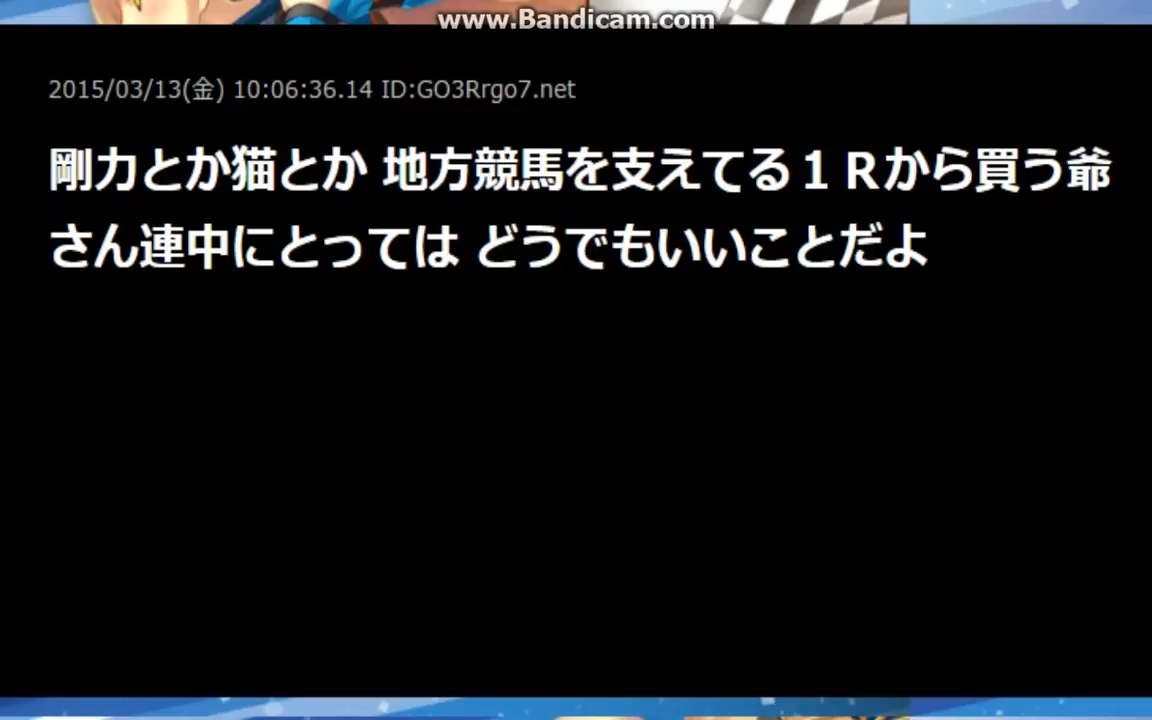 www.Bandicam.com
2015/03/13(金) 10:06:36.14 ID:GO3Rrgo7.net
剛力とか猫とか 地方競馬を支えてる１Ｒから買う爺
さん連中にとっては どうでもいいことだよ